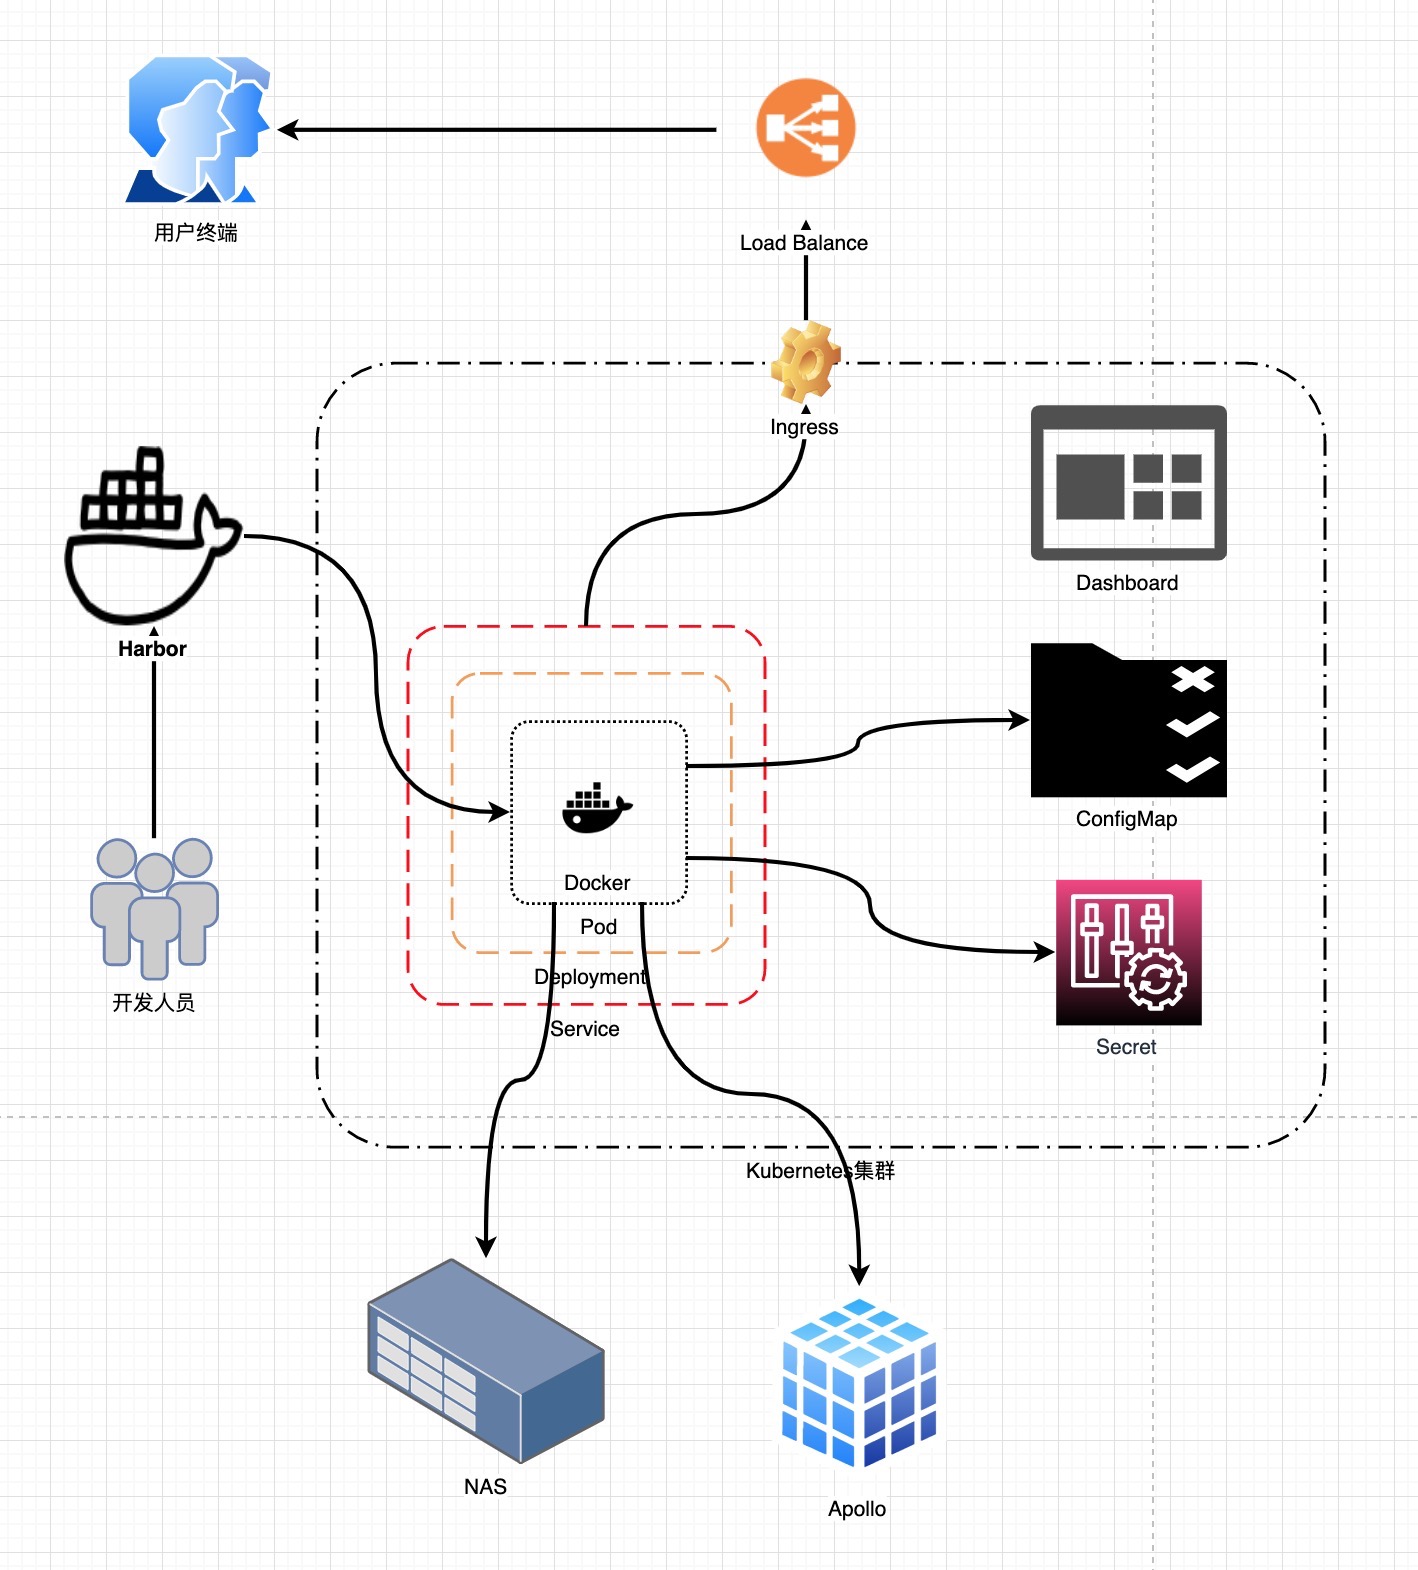 用户终端
Load Balance
Ingress
Dashboard
Harbor
ConfigMap
Docker
Pod
Deployment
Service
开发人员
Secret
Kubernetes集群
NAS
Apollo